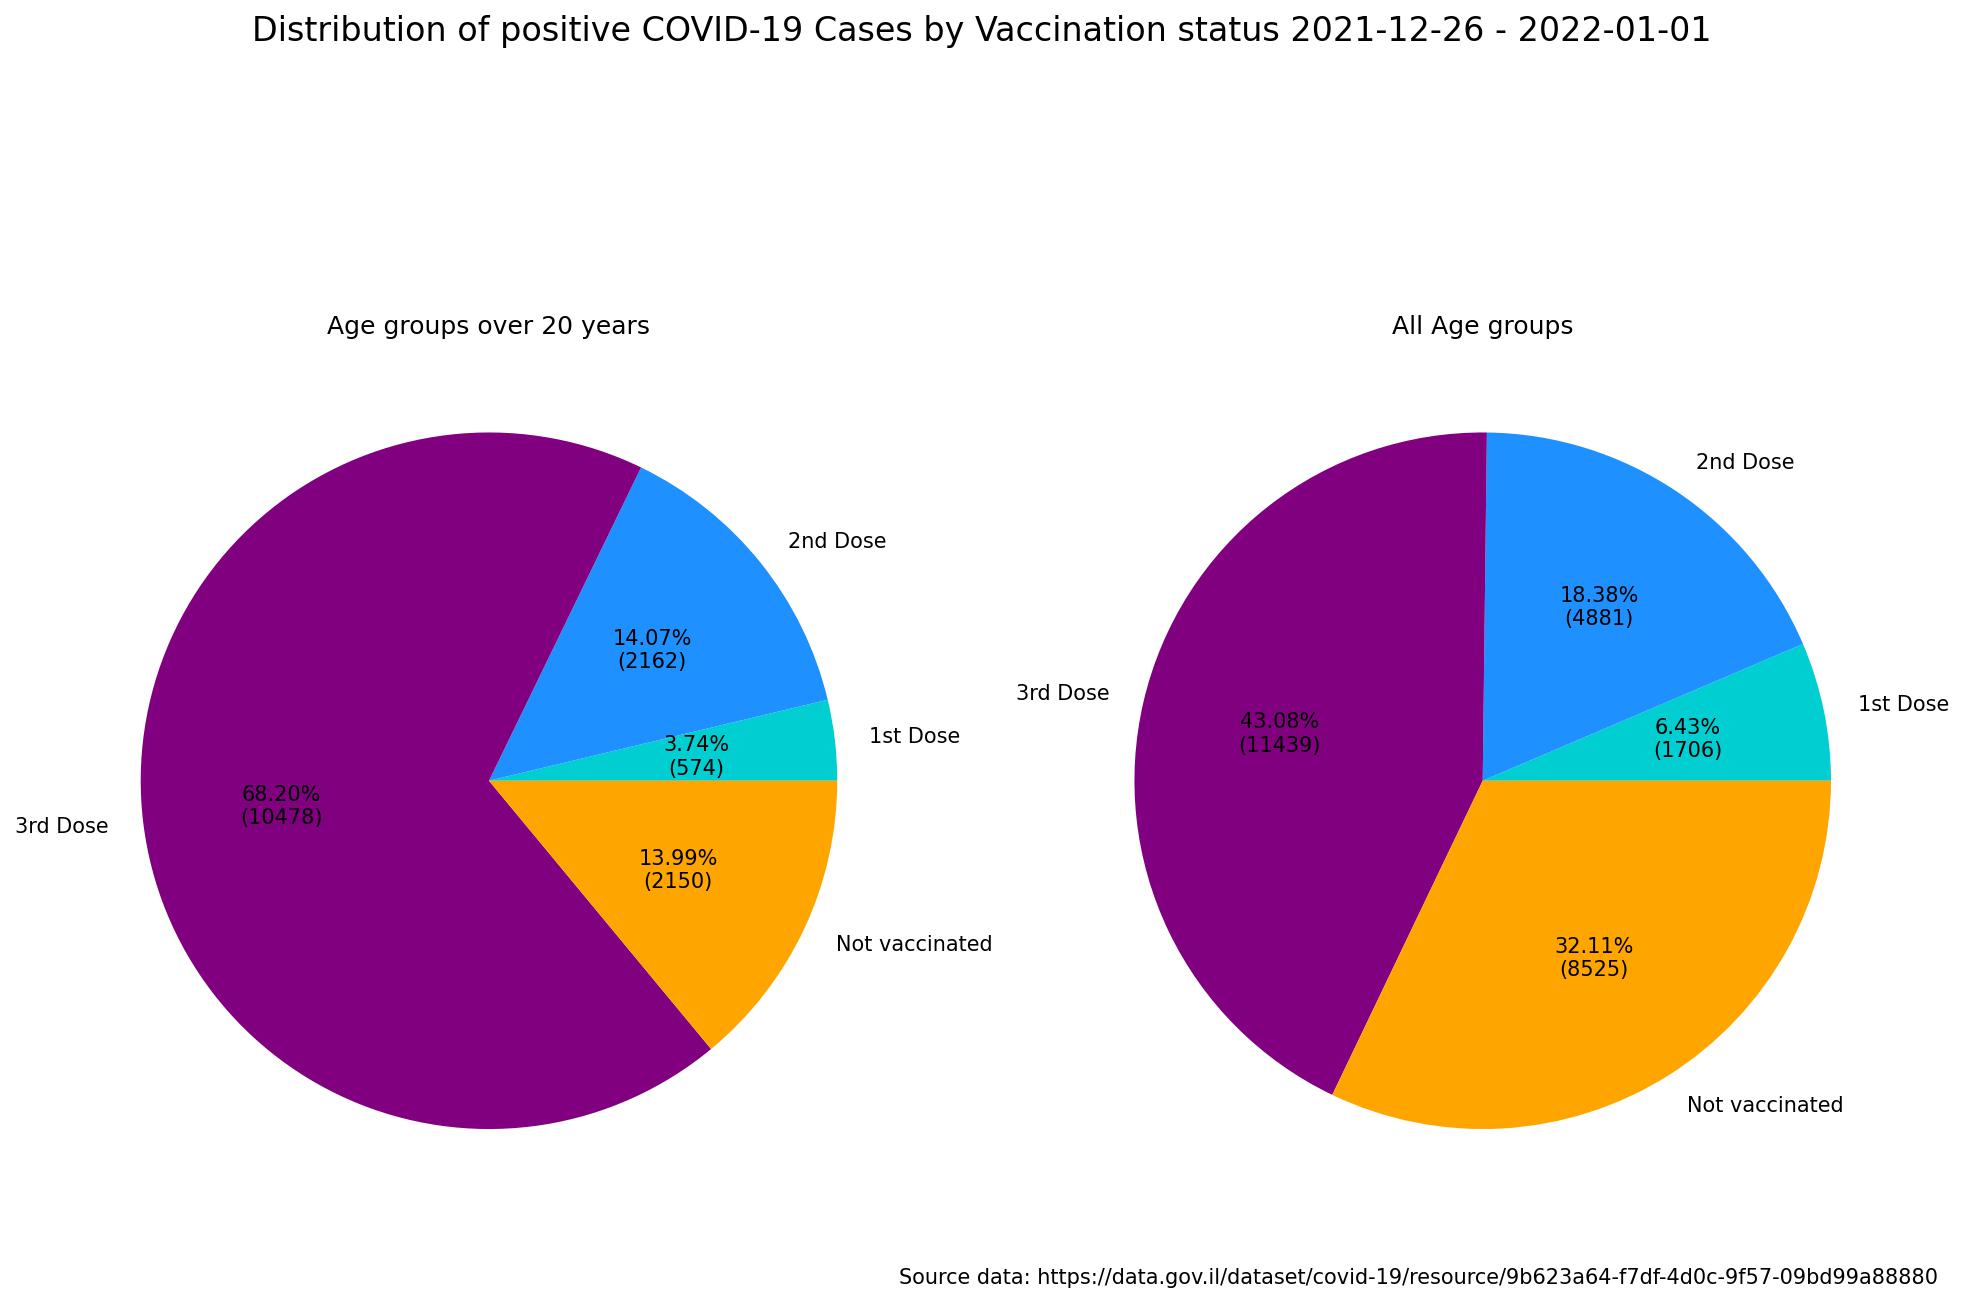 Distribution of positive COVID-19 Cases by Vaccination status 2021-12-26 - 2022-01-01
Age groups over 20 years
2nd Dose
14.07%
(2162)
1st Dose
3.74%
(574)
3rd Dose
68.20%
(10478)
13.99%
(2150)
Not vaccinated
All Age groups
2nd Dose
18.38%
(4881)
1st Dose
6.43%
(1706)
3rd Dose
43.08%
(11439)
32.11%
(8525)
Not vaccinated
Source data: https://data.gov.il/dataset/covid-19/resource/9b623a64-f7df-4d0c-9f57-09bd99a88880